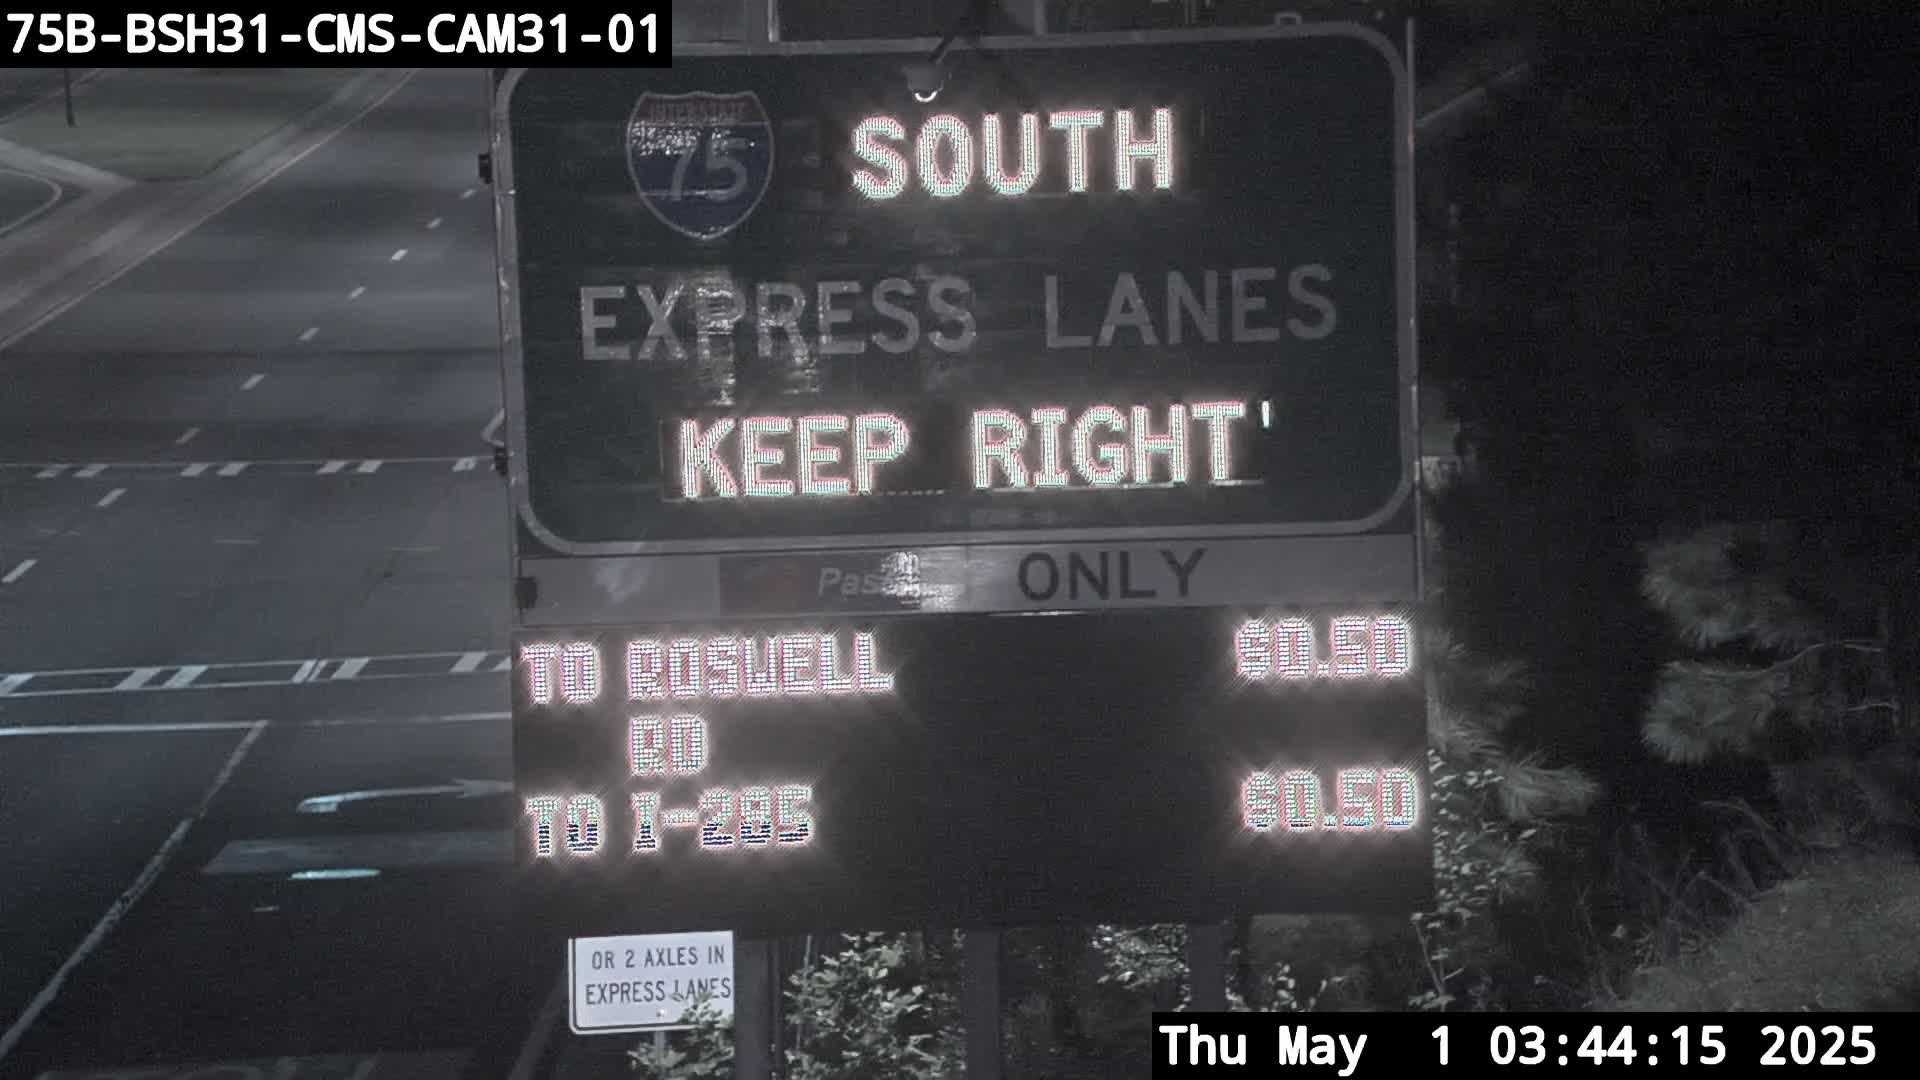 75B-BSH31-CMS-CAM31-01
INTERSTATE
75
SOUTH
EXPRESS LANES
KEEP RIGHT'
ONLY
TO ROSWELL $0.50
RD
TO I-285 $0.50
OR 2 AXLES IN
EXPRESS LANES
Thu May 1 03:44:15 2025